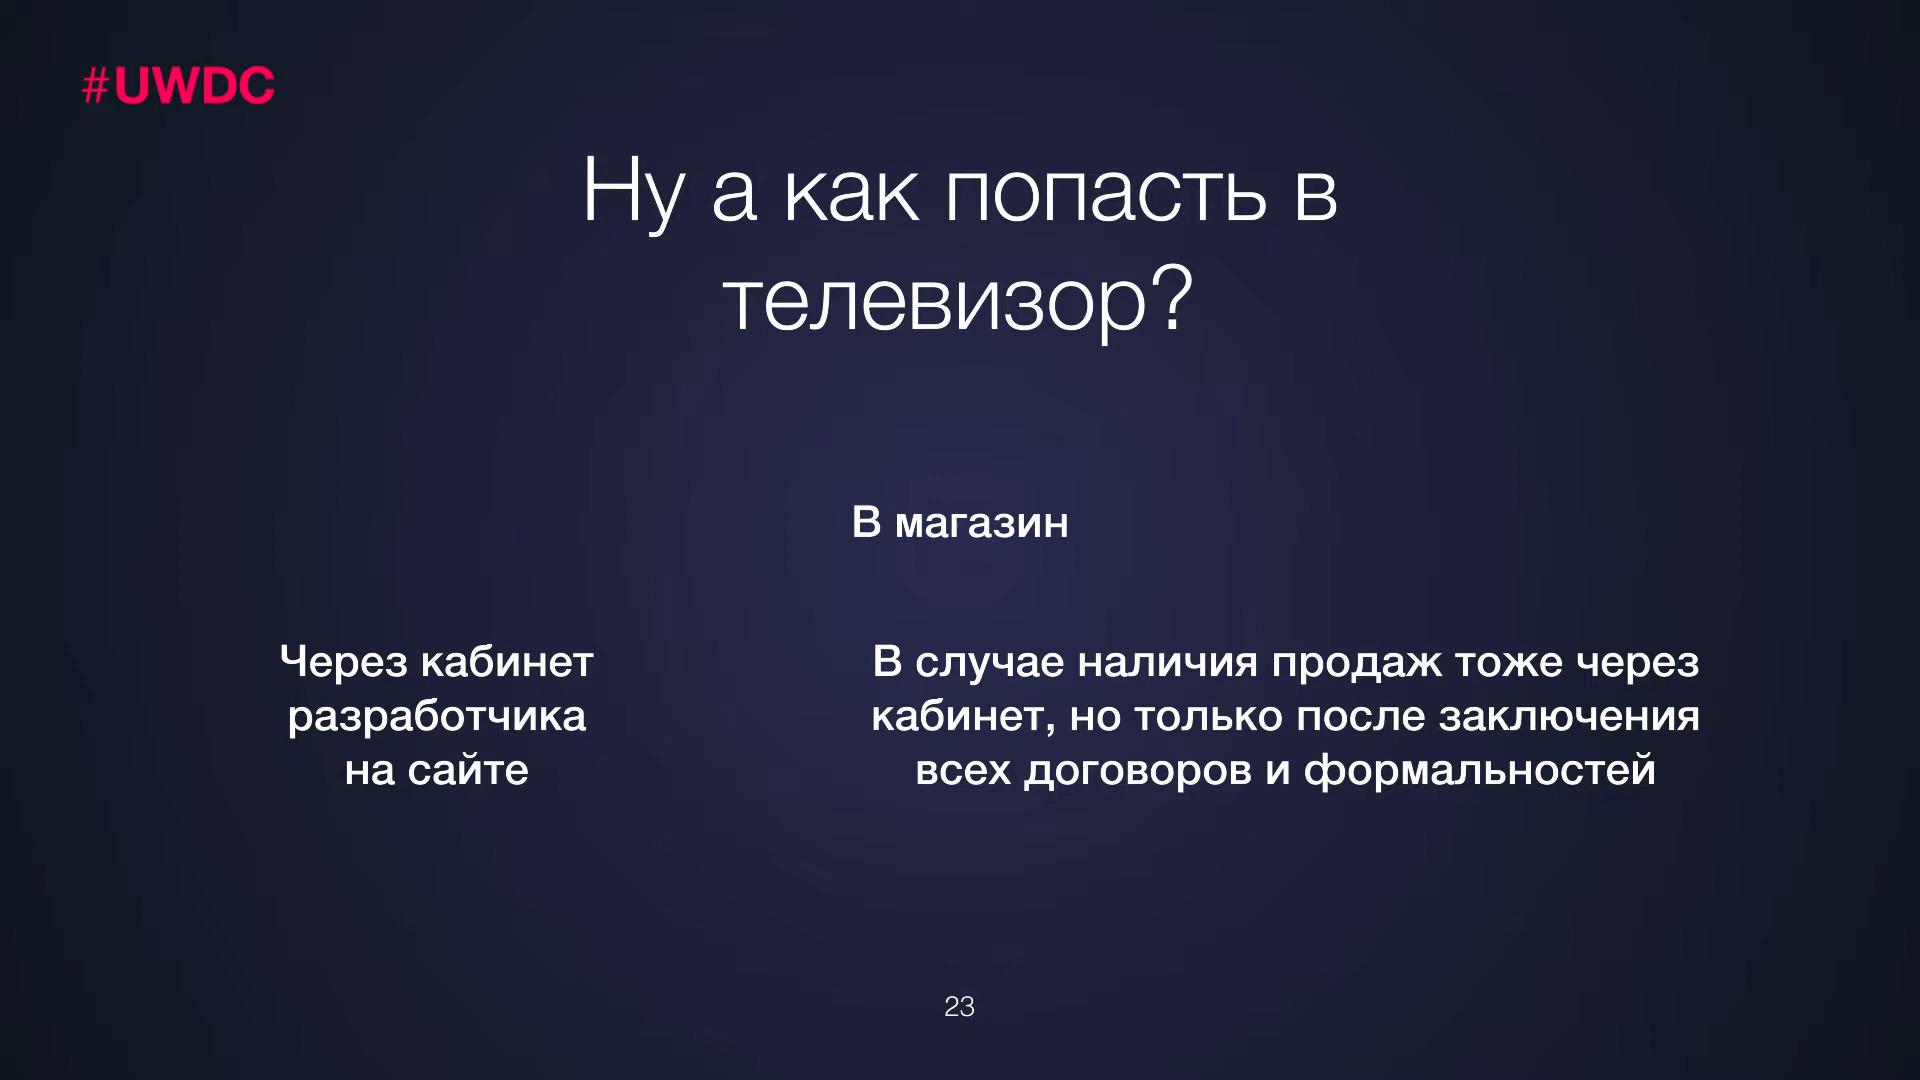 #UWDC
Ну а как попасть в
телевизор?
В магазин
Через кабинет
разработчика
на сайте
В случае наличия продаж тоже через
кабинет, но только после заключения
всех договоров и формальностей
23